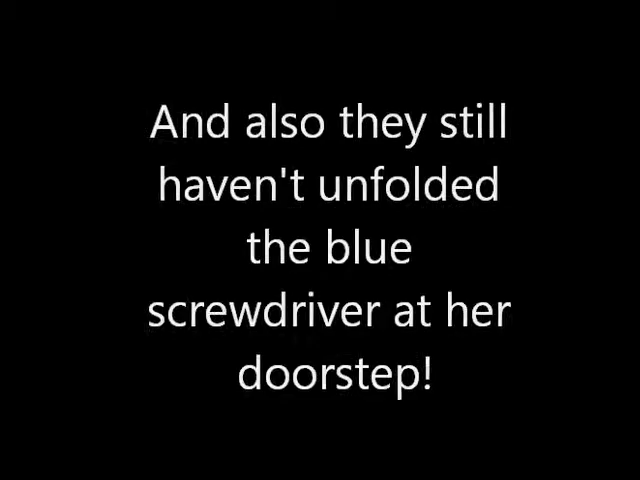 And also they still
haven't unfolded
the blue
screwdriver at her
doorstep!